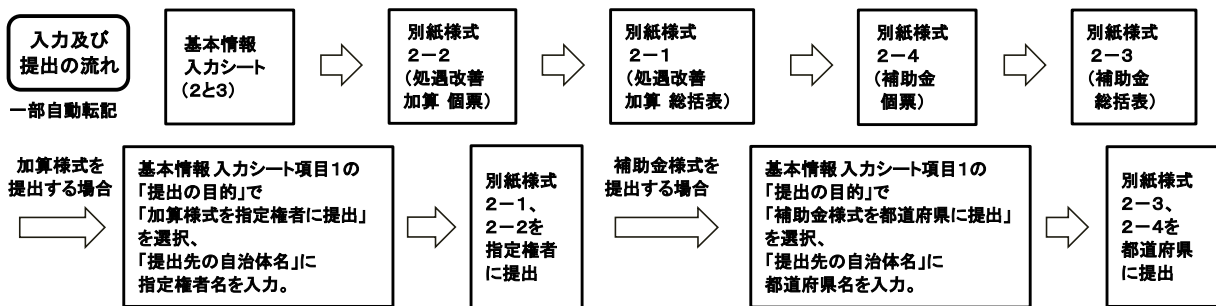 入力及び
提出の流れ
一部自動転記
基本情報
入力シート
(2と3)
別紙様式
2－2
(処遇改善
加算 個票)
別紙様式
2－1
(処遇改善
加算 総括表)
別紙様式
2－4
(補助金
個票)
別紙様式
2－3
(補助金
総括表)
加算様式を
提出する場合
基本情報 入力シート項目1の
「提出の目的」で
「加算様式を指定権者に提出」
を選択、
「提出先の自治体名」に
指定権者名を入力。
別紙様式
2－1、
2－2を
指定権者
に提出
補助金様式を
提出する場合
基本情報 入力シート項目1の
「提出の目的」で
「補助金様式を都道府県に提出」
を選択、
「提出先の自治体名」に
都道府県名を入力。
別紙様式
2－3、
2－4を
都道府県
に提出